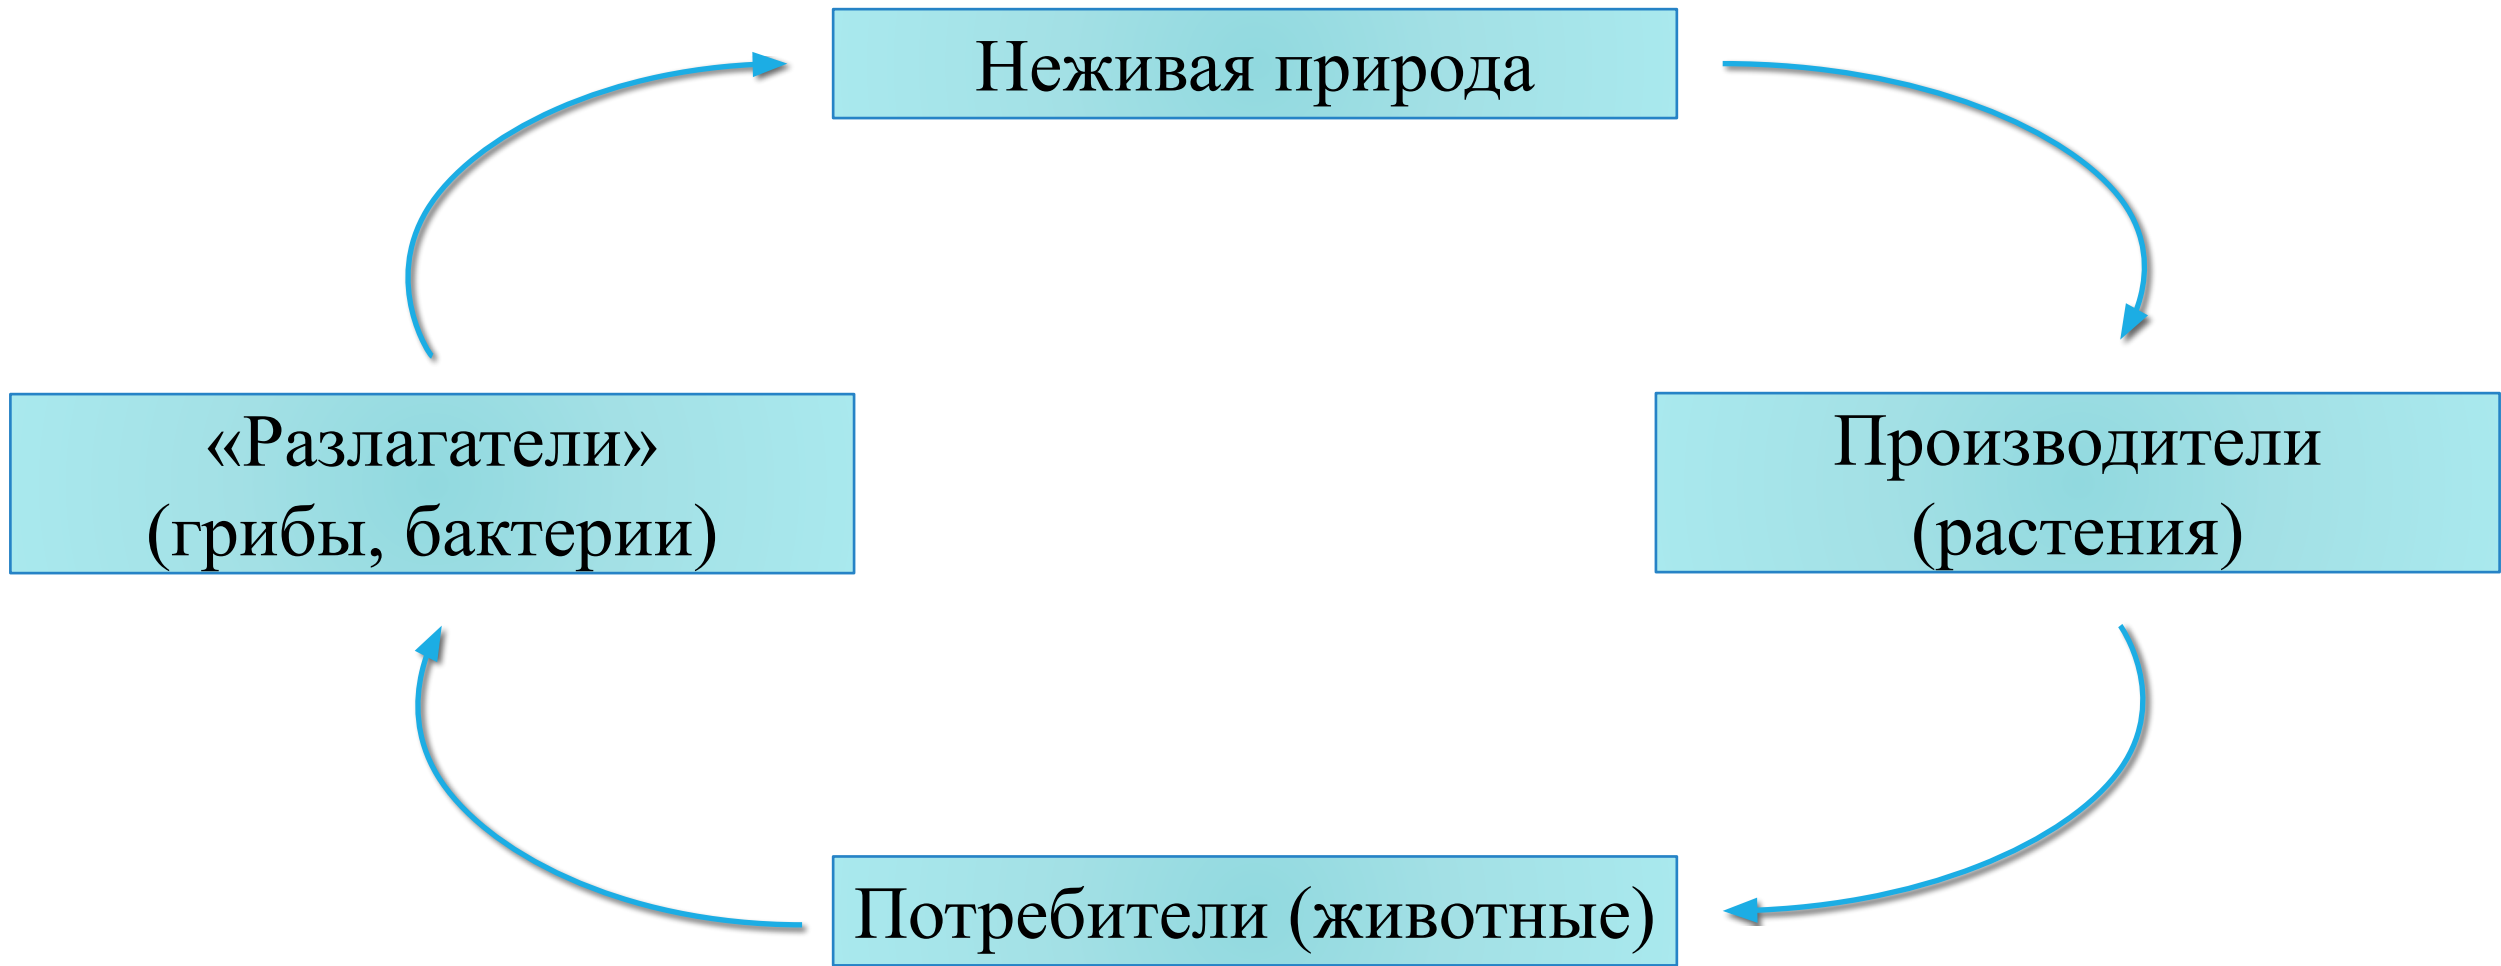 Неживая природа
«Разлагатели»
(грибы, бактерии)
Производители
(растения)
Потребители (животные)